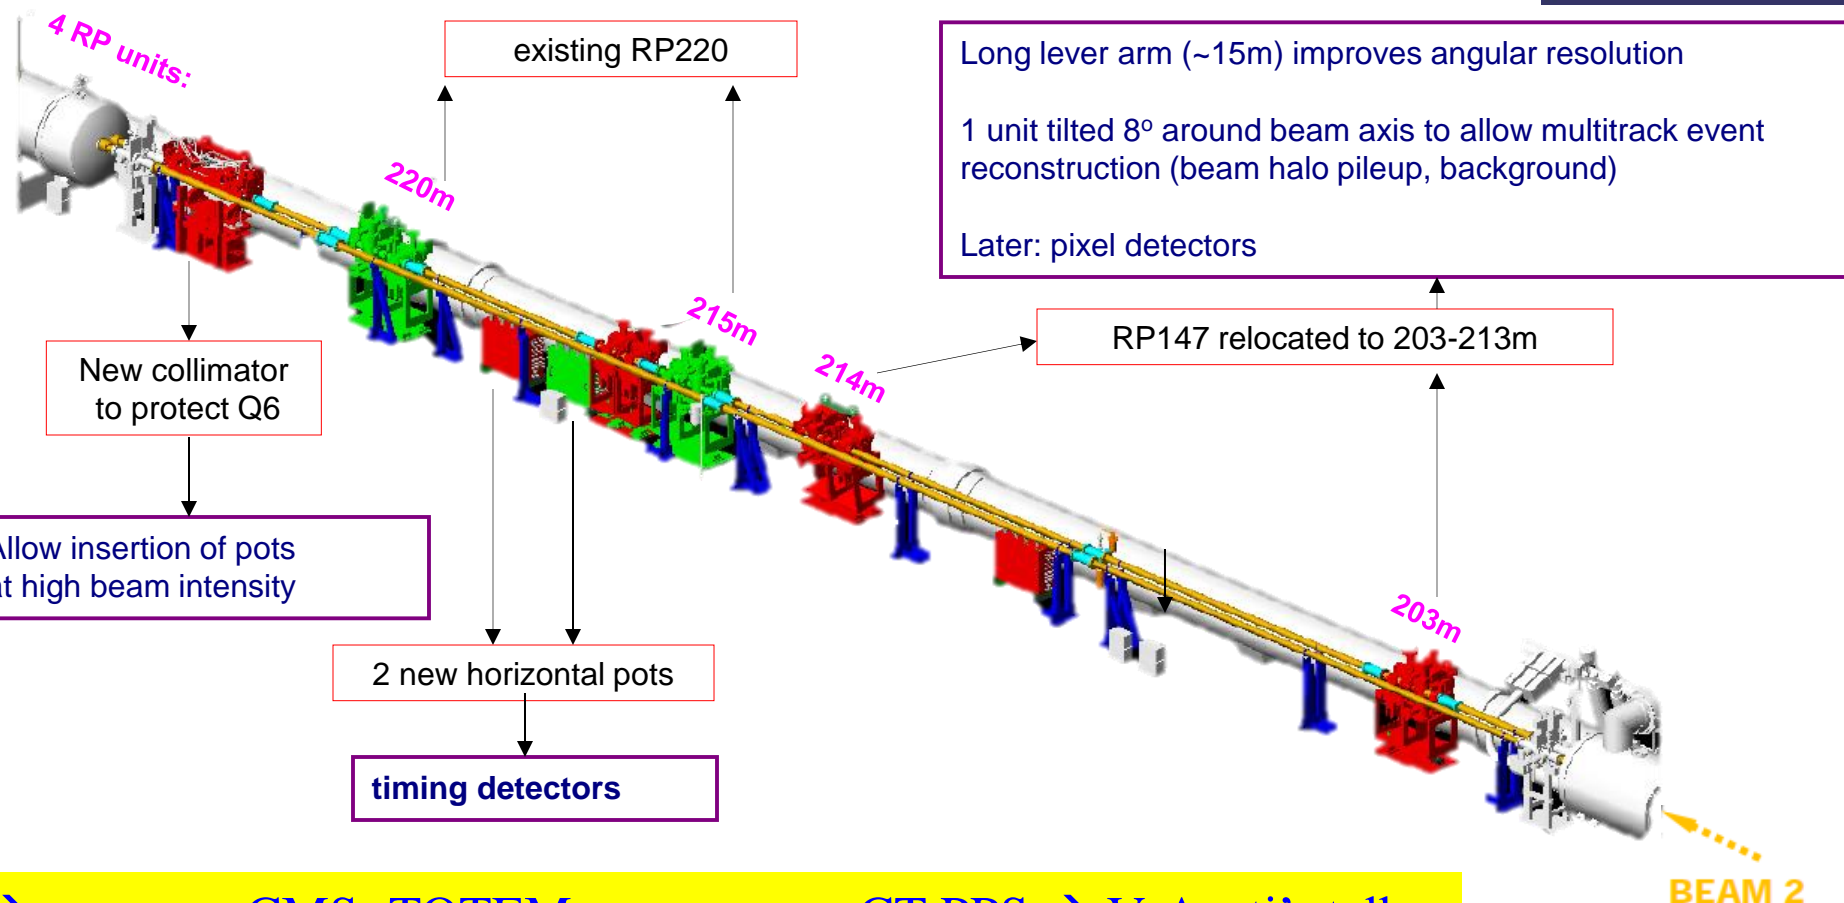 4 RP units:
existing RP220
Long lever arm (~15m) improves angular resolution
1 unit tilted 8º around beam axis to allow multitrack event
reconstruction (beam halo pileup, background)
Later: pixel detectors
220m
215m
214m
RP147 relocated to 203-213m
New collimator
to protect Q6
Allow insertion of pots
at high beam intensity
203m
2 new horizontal pots
timing detectors
BEAM 2